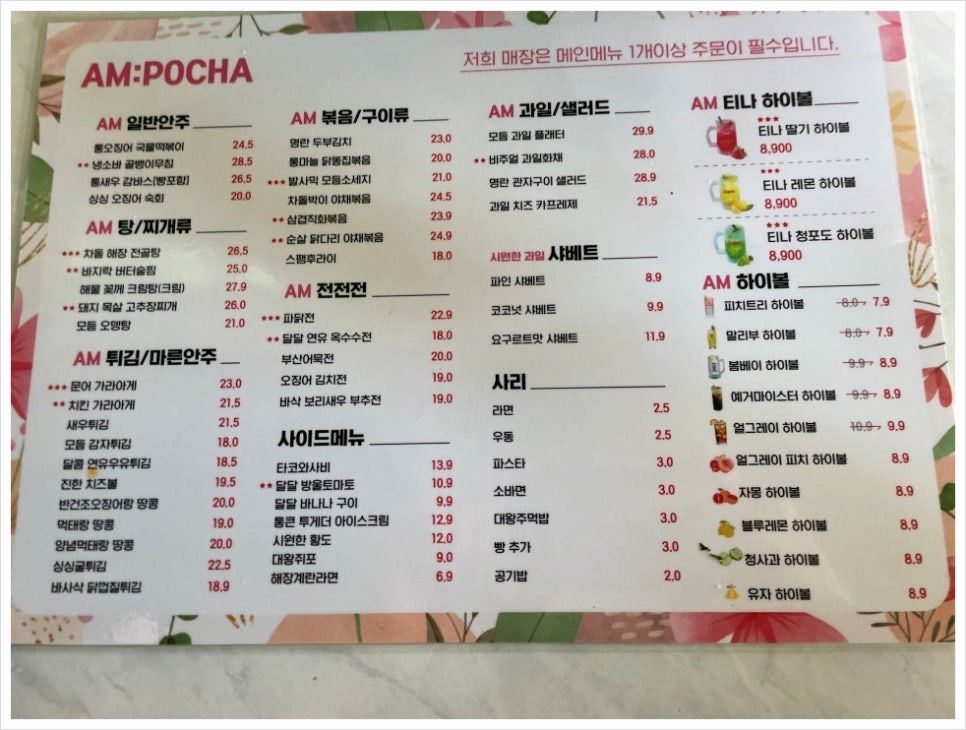 AM:POCHA
저희 매장은 메인메뉴 1개이상 주문이 필수입니다.
AM 일반안주
통오징어 국물떡볶이 24.5
★★ 냉소바 골뱅이무침 28.5
통새우 감바스[빵포함] 26.5
싱싱 오징어 숙회 20.0
AM 탕/찌개류
★★★ 차돌 해장 전골탕 26.5
★★ 바지락 버터술찜 25.0
해물 꽃게 크림탕(크림) 27.9
★★ 돼지 목살 고추장찌개 26.0
모듬 오뎅탕 21.0
AM 튀김/마른안주
★★★ 문어 가라아게 23.0
★★ 치킨 가라아게 21.5
새우튀김 21.5
모듬 감자튀김 18.0
달콤 연유우유튀김 18.5
진한 치즈볼 19.5
반건조오징어랑 땅콩 20.0
먹태랑 땅콩 19.0
양념먹태랑 땅콩 20.0
싱싱굴튀김 22.5
바사삭 닭껍질튀김 18.9
AM 볶음/구이류
명란 두부김치 23.0
통마늘 닭똥집볶음 20.0
★★★ 발사믹 모듬소세지 21.0
차돌박이 야채볶음 24.5
★★ 삼겹직화볶음 23.9
★★ 순살 닭다리 야채볶음 24.9
스팸후라이 18.0
AM 전전전
★★★ 파닭전 22.9
★★ 달달 연유 옥수수전 18.0
부산어묵전 20.0
오징어 김치전 19.0
바삭 보리새우 부추전 19.0
사이드메뉴
타코와사비 13.9
★★ 달달 방울토마토 10.9
달달 바나나 구이 9.9
통큰 투게더 아이스크림 12.9
시원한 황도 12.0
대왕쥐포 9.0
해장계란라면 6.9
AM 과일/샐러드
모듬 과일 플래터 29.9
★★ 비주얼 과일화채 28.0
명란 관자구이 샐러드 28.9
과일 치즈 카프레제 21.5
시원한 과일 샤베트
파인 샤베트 8.9
코코넛 샤베트 9.9
요구르트맛 샤베트 11.9
사리
라면 2.5
우동 2.5
파스타 3.0
소바면 3.0
대왕주먹밥 3.0
빵 추가 3.0
공기밥 2,0
AM 티나 하이볼
★★★
티나 딸기 하이볼
8,900
★★★
티나 레몬 하이볼
8,900
★★★
티나 청포도 하이볼
8,900
AM 하이볼
피치트리 하이볼 8.0 7.9
말리부 하이볼 8.0 7.9
봄베이 하이볼 9.9 8.9
예거마이스터 하이볼 9.9 8.9
얼그레이 하이볼 10.9 9.9
얼그레이 피치 하이볼 8.9
자몽 하이볼 8.9
블루레몬 하이볼 8.9
청사과 하이볼 8.9
유자 하이볼 8.9